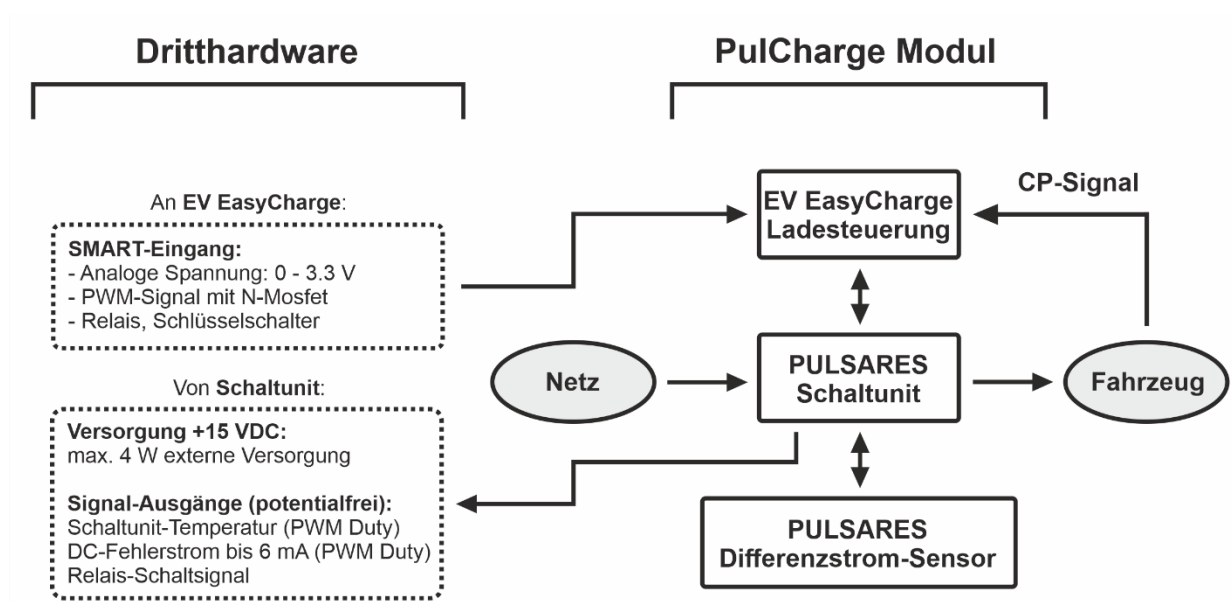 Dritthardware
PulCharge Modul
An EV EasyCharge:
SMART-Eingang:
- Analoge Spannung: 0 - 3.3 V
- PWM-Signal mit N-Mosfet
- Relais, Schlüsselschalter
EV EasyCharge
Ladesteuerung
CP-Signal
Netz
PULSARES
Schaltunit
Fahrzeug
Von Schaltunit:
Versorgung +15 VDC:
max. 4 W externe Versorgung
Signal-Ausgänge (potentialfrei):
Schaltunit-Temperatur (PWM Duty)
DC-Fehlerstrom bis 6 mA (PWM Duty)
Relais-Schaltsignal
PULSARES
Differenzstrom-Sensor